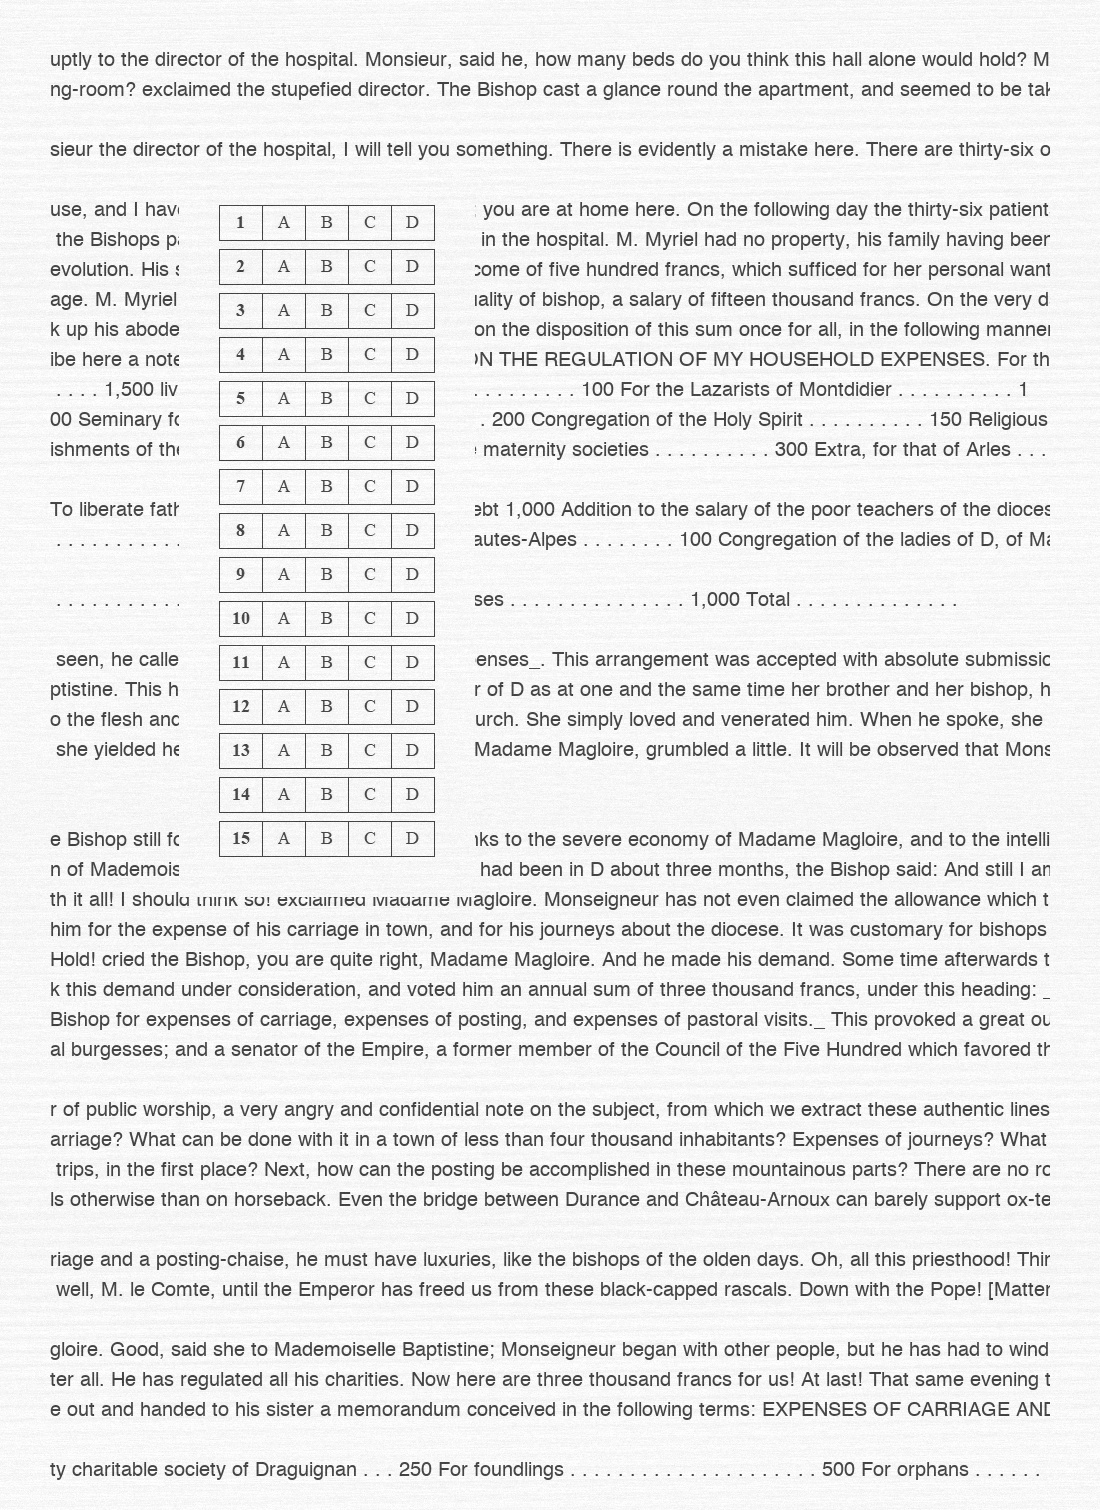 uptly to the director of the hospital. Monsieur, said he, how many beds do you think this hall alone would hold? M
ng-room? exclaimed the stupefied director. The Bishop cast a glance round the apartment, and seemed to be tak
sieur the director of the hospital, I will tell you something. There is evidently a mistake here. There are thirty-six o
use, and I have you are at home here. On the following day the thirty-six patient
the Bishops pa in the hospital. M. Myriel had no property, his family having been
evolution. His s come of five hundred francs, which sufficed for her personal want
age. M. Myriel ality of bishop, a salary of fifteen thousand francs. On the very d
k up his abode on the disposition of this sum once for all, in the following manner
ibe here a note ON THE REGULATION OF MY HOUSEHOLD EXPENSES. For th
. . . . 1,500 liv . . . . . . . . . 100 For the Lazarists of Montdidier . . . . . . . . . . 1
00 Seminary fo . 200 Congregation of the Holy Spirit . . . . . . . . . . 150 Religious
ishments of the maternity societies . . . . . . . . . . 300 Extra, for that of Arles . . .
To liberate fath ebt 1,000 Addition to the salary of the poor teachers of the dioces
. . . . . . . . . . . autes-Alpes . . . . . . . . 100 Congregation of the ladies of D, of Ma
. . . . . . . . . . . ses . . . . . . . . . . . . . . . 1,000 Total . . . . . . . . . . . . . .
seen, he calle enses_. This arrangement was accepted with absolute submissio
ptistine. This h r of D as at one and the same time her brother and her bishop, h
o the flesh and urch. She simply loved and venerated him. When he spoke, she
she yielded he Madame Magloire, grumbled a little. It will be observed that Mons
e Bishop still fo nks to the severe economy of Madame Magloire, and to the intelli
n of Mademois had been in D about three months, the Bishop said: And still I am
1 A B C D
2 A B C D
3 A B C D
4 A B C D
5 A B C D
6 A B C D
7 A B C D
8 A B C D
9 A B C D
10 A B C D
11 A B C D
12 A B C D
13 A B C D
14 A B C D
15 A B C D
th it all! I should think so! exclaimed Madame Magloire. Monseigneur has not even claimed the allowance which t
him for the expense of his carriage in town, and for his journeys about the diocese. It was customary for bishops
Hold! cried the Bishop, you are quite right, Madame Magloire. And he made his demand. Some time afterwards t
k this demand under consideration, and voted him an annual sum of three thousand francs, under this heading: _
Bishop for expenses of carriage, expenses of posting, and expenses of pastoral visits._ This provoked a great ou
al burgesses; and a senator of the Empire, a former member of the Council of the Five Hundred which favored th
r of public worship, a very angry and confidential note on the subject, from which we extract these authentic lines
arriage? What can be done with it in a town of less than four thousand inhabitants? Expenses of journeys? What
trips, in the first place? Next, how can the posting be accomplished in these mountainous parts? There are no ro
ls otherwise than on horseback. Even the bridge between Durance and Château-Arnoux can barely support ox-te
riage and a posting-chaise, he must have luxuries, like the bishops of the olden days. Oh, all this priesthood! Thin
well, M. le Comte, until the Emperor has freed us from these black-capped rascals. Down with the Pope! [Matter
gloire. Good, said she to Mademoiselle Baptistine; Monseigneur began with other people, but he has had to wind
ter all. He has regulated all his charities. Now here are three thousand francs for us! At last! That same evening t
e out and handed to his sister a memorandum conceived in the following terms: EXPENSES OF CARRIAGE AND
ty charitable society of Draguignan . . . 250 For foundlings . . . . . . . . . . . . . . . . . . . . . 500 For orphans . . . . . .